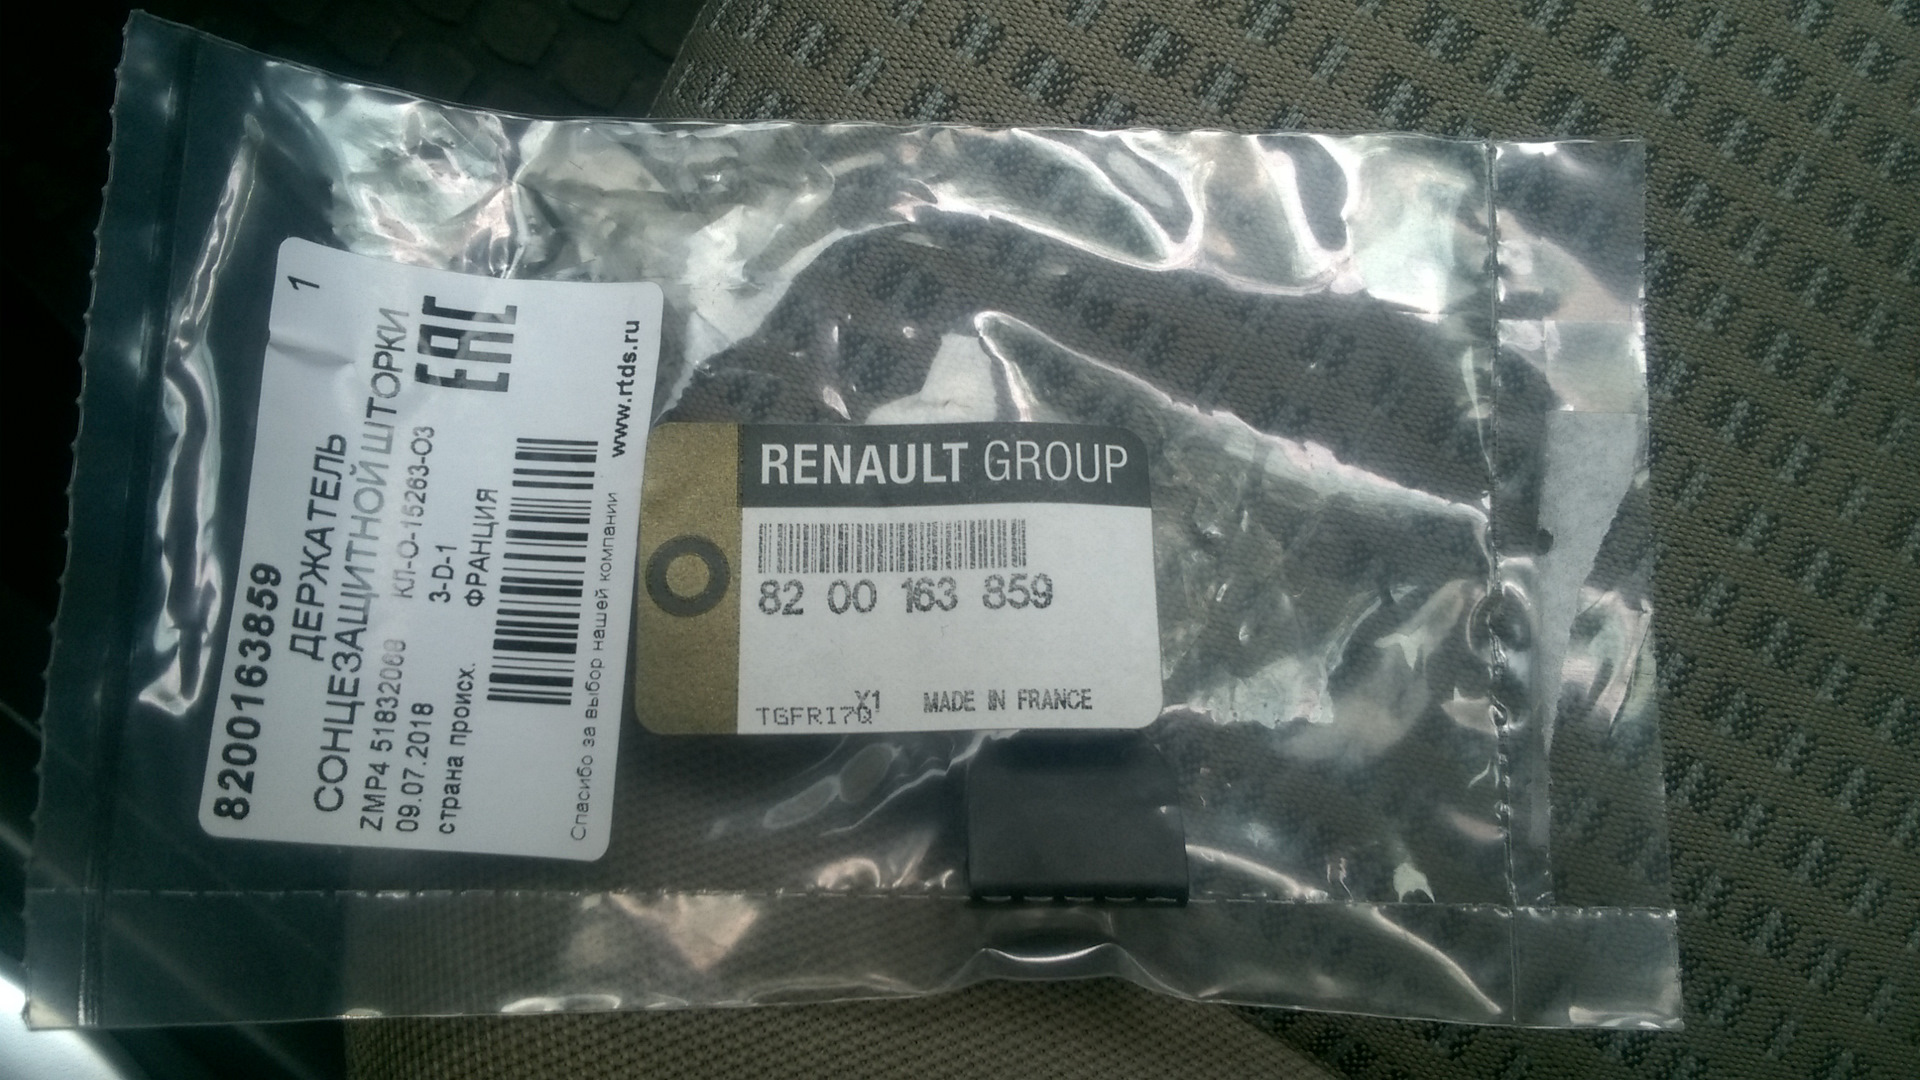 1
8200163859
ДЕРЖАТЕЛЬ
СОНЦЕЗАЩИТНОЙ ШТОРКИ
ZMP4 51832068 КЛ-О-15263-О3
09.07.2018 3-D-1
страна происх. ФРАНЦИЯ
EAC
Спасибо за выбор нашей компании www.rtds.ru
RENAULT GROUP
82 00 163 859
X1 MADE IN FRANCE
TGFRI7Q